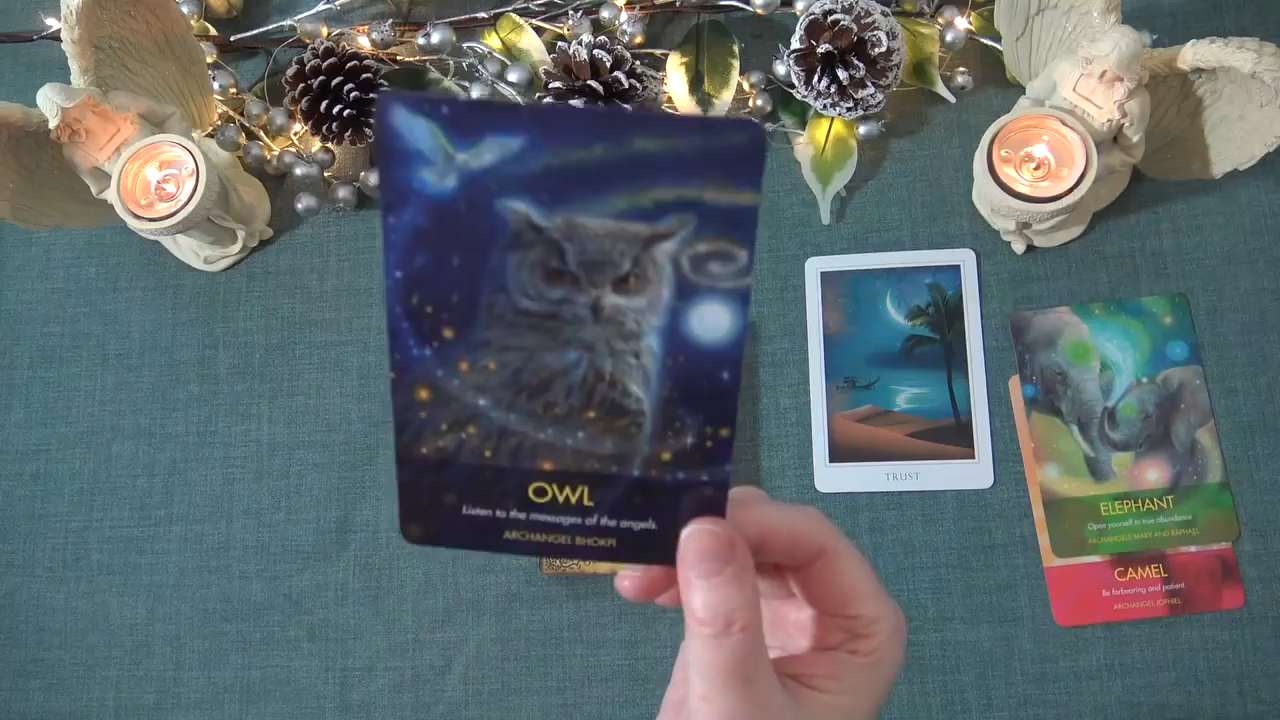 OWL
Listen to the messages of the angels.
ARCHANGEL BHOKPI
TRUST
ELEPHANT
Open yourself to true abundance
ARCHANGELS MARY AND RAPHAEL
CAMEL
Be forbearing and patient
ARCHANGEL JOPHIEL